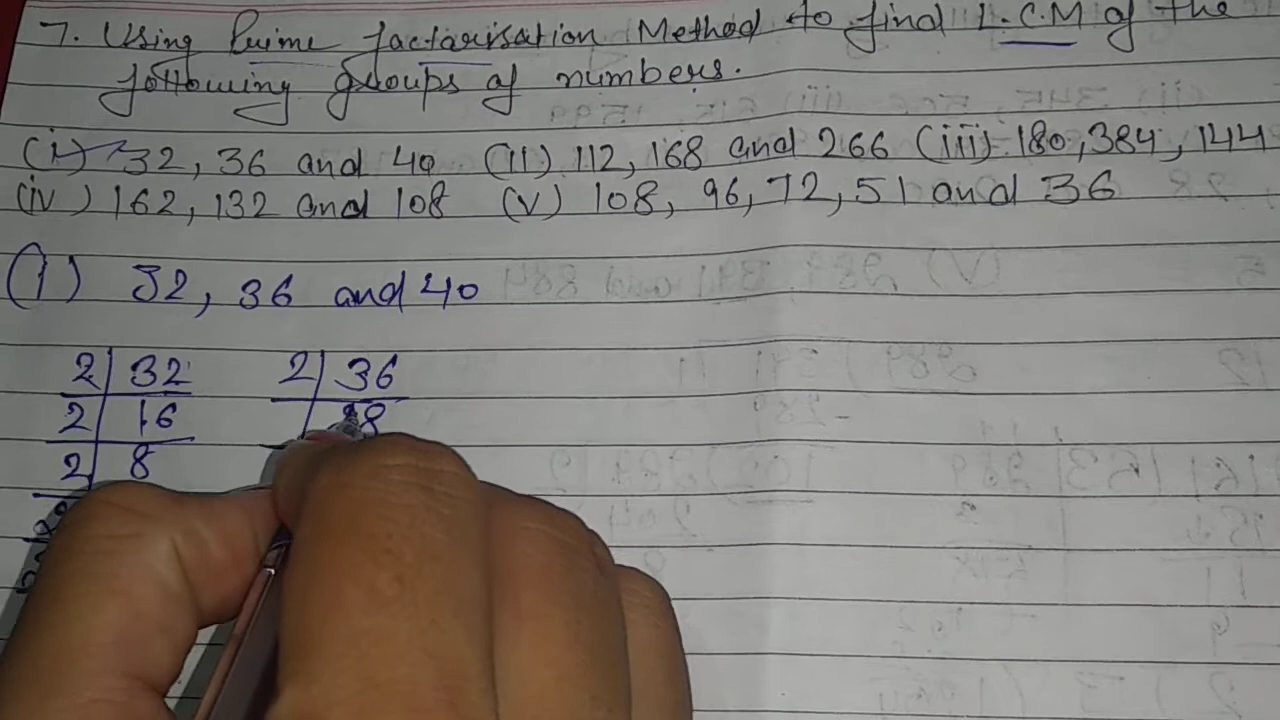 7. Using Prime factorisation Method to find L.C.M of the
following groups of numbers.
(i) 32, 36 and 40 (ii) 112, 168 and 266 (iii) 180, 384, 144
(iv) 162, 132 and 108 (v) 108, 96, 72, 51 and 36
(i) 32, 36 and 40
2 | 32 2 | 36
2 | 16 18
2 | 8